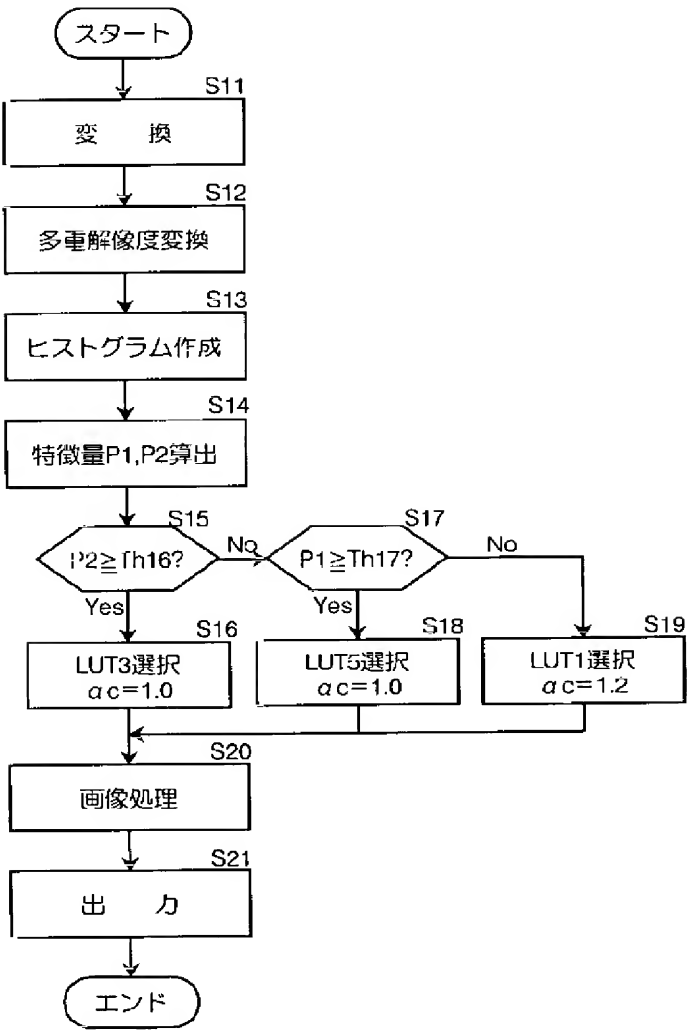 スタート
S11
変 換
S12
多重解像度変換
S13
ヒストグラム作成
S14
特徴量P1,P2算出
S15
P2≧Th16?
No
S17
P1≧Th17?
No
Yes
Yes
S16
LUT3選択
αc=1.0
S18
LUT5選択
αc=1.0
S19
LUT1選択
αc=1.2
S20
画像処理
S21
出 力
エンド